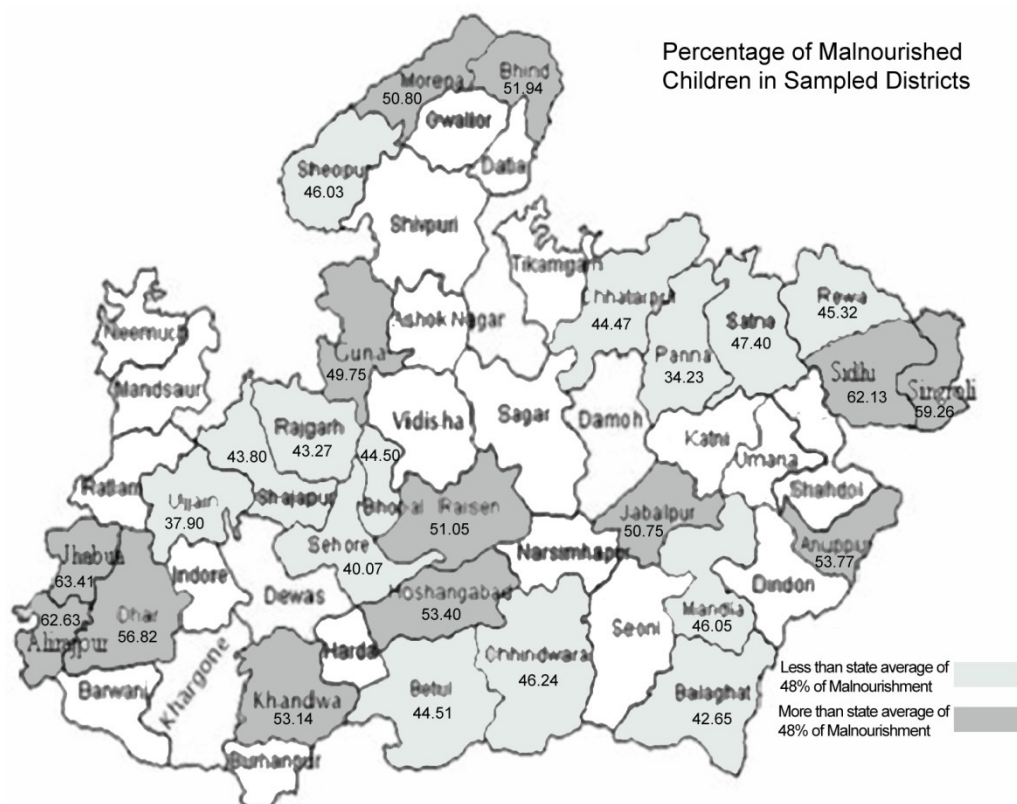 Percentage of Malnourished
Children in Sampled Districts
Morena
50.80
Bhind
51.94
Gwalior
Datia
Sheopur
46.03
Shivpuri
Tikamgarh
Chhatarpur
44.47
Panna
34.23
Satna
47.40
Rewa
45.32
Sidhi
62.13
Singroli
59.26
Neemuch
Mandsaur
Ashok Nagar
Guna
49.75
Vidisha
Sagar
Damoh
Katni
Umaria
Shahdol
Rajgarh
43.27
43.80
44.50
Ratlam
Ujjain
37.90
Shajapur
Bhopal
Raisen
51.05
Jabalpur
50.75
Anuppur
53.77
Sehore
40.07
Narsimhapur
Dindori
Jhabua
63.41
Dhar
56.82
62.63
Alirajpur
Indore
Dewas
Hoshangabad
53.40
Harda
Seoni
Mandla
46.05
Barwani
Khargone
Khandwa
53.14
Betul
44.51
Chhindwara
46.24
Balaghat
42.65
Burhanpur
Less than state average of
48% of Malnourishment
More than state average of
48% of Malnourishment